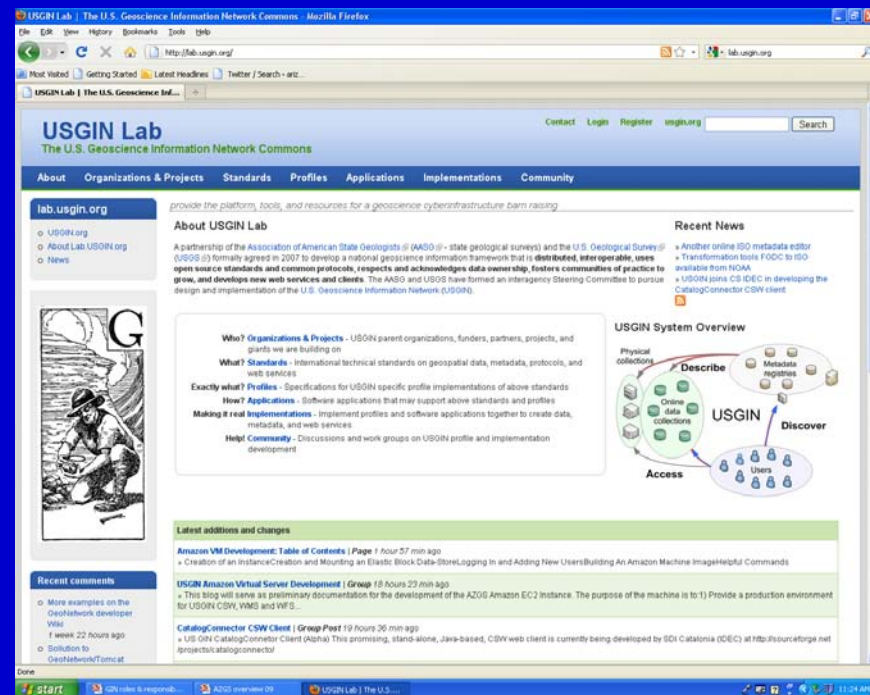 USGIN Lab | The U.S. Geoscience Information Network Commons - Mozilla Firefox
File Edit View History Bookmarks Tools Help
http://lab.usgin.org/
lab.usgin.org
Most Visited Getting Started Latest Headlines Twitter / Search - ariz...
USGIN Lab | The U.S. Geoscience Inf...
USGIN Lab
The U.S. Geoscience Information Network Commons
Contact Login Register usgin.org Search
About Organizations & Projects Standards Profiles Applications Implementations Community
lab.usgin.org
USGIN.org
About Lab USGIN.org
News
G
Recent comments
More examples on the
GeoNetwork developer
Wiki
1 week 22 hours ago
Solution to
GeoNetwork/Tomcat
provide the platform, tools, and resources for a geoscience cyberinfrastructure barn raising
About USGIN Lab
A partnership of the Association of American State Geologists (AASG - state geological surveys) and the U.S. Geological Survey
(USGS) formally agreed in 2007 to develop a national geoscience information framework that is distributed, interoperable, uses
open source standards and common protocols, respects and acknowledges data ownership, fosters communities of practice to
grow, and develops new web services and clients. The AASG and USGS have formed an interagency Steering Committee to pursue
design and implementation of the U.S. Geoscience Information Network (USGIN).
Recent News
Another online ISO metadata editor
Transformation tools FGDC to ISO
available from NOAA
USGIN joins CS IDEC in developing the
CatalogConnector CSW client
Who? Organizations & Projects - USGIN parent organizations, funders, partners, projects, and
giants we are building on
What? Standards - International technical standards on geospatial data, metadata, protocols, and
web services
Exactly what? Profiles - Specifications for USGIN specific profile implementations of above standards
How? Applications - Software applications that may support above standards and profiles
Making it real Implementations - Implement profiles and software applications together to create data,
metadata, and web services
Help! Community - Discussions and work groups on USGIN profile and implementation
development
USGIN System Overview
Physical
collections
Describe
Metadata
registries
Online
data
collections
USGIN
Discover
Access
Users
Latest additions and changes
Amazon VM Development: Table of Contents | Page 1 hour 57 min ago
Creation of an InstanceCreation and Mounting an Elastic Block Data-StoreLogging In and Adding New UsersBuilding An Amazon Machine ImageHelpful Commands
USGIN Amazon Virtual Server Development | Group 18 hours 23 min ago
This blog will serve as preliminary documentation for the development of the AZGS Amazon EC2 Instance. The purpose of the machine is to:1) Provide a production environment
for USGIN CSW, WMS and WFS...
CatalogConnector CSW Client | Group Post 19 hours 36 min ago
US GIN CatalogConnetor Client (Alpha) This promising, stand-alone, Java-based, CSW web client is currently being developed by SDI Catalonia (IDEC) at http://sourceforge.net
/projects/catalogconnecto/
Done
start GIN roles & responsib... AZGS overview 09 USGIN Lab | The U.S.... 11:24 AM